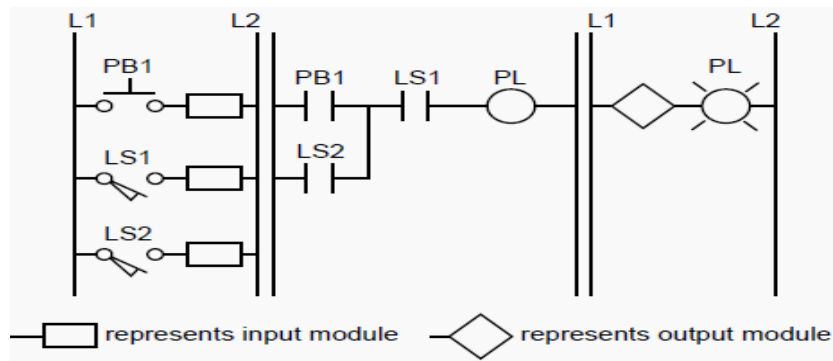 L1 L2 L1 L2
PB1 PB1 LS1 PL PL
LS1 LS2
LS2
represents input module represents output module